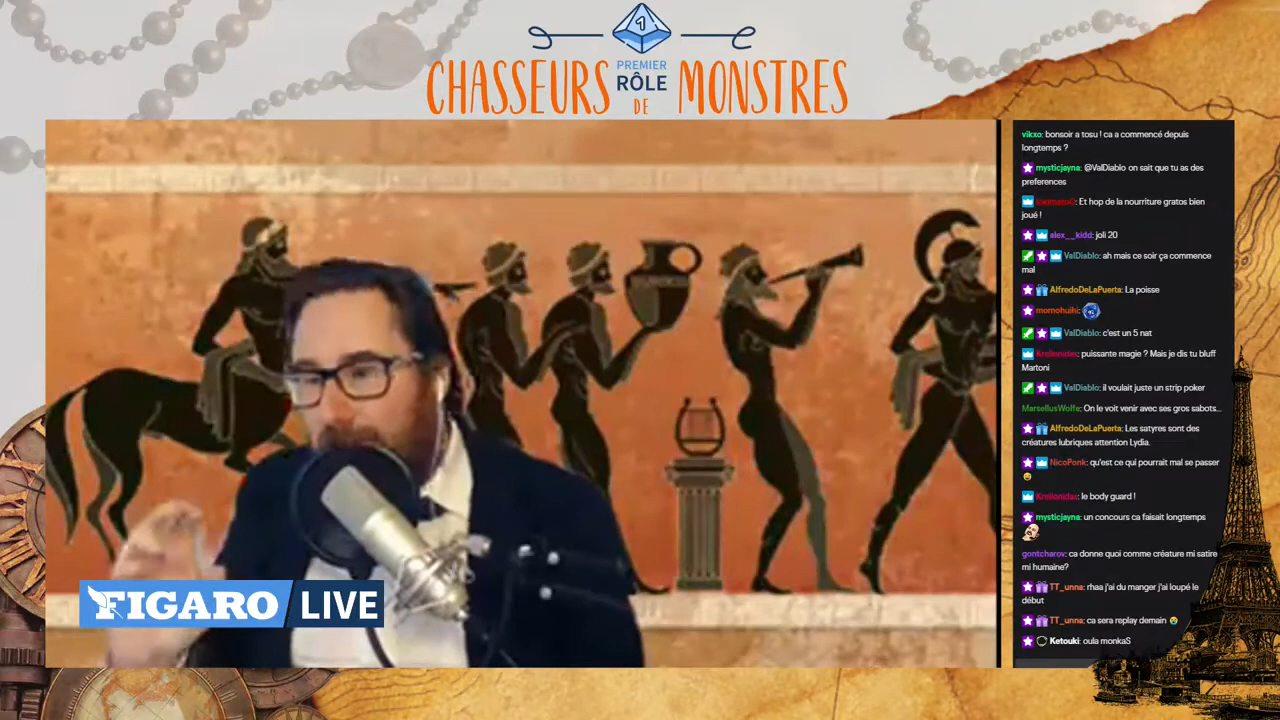 1
PREMIER
CHASSEURS RÔLE MONSTRES
DE
vikxo: bonsoir a tosu ! ca a commencé depuis
longtemps ?
mysticjayna: @ValDiablo on sait que tu as des
preferences
: Et hop de la nourriture gratos bien
joué !
alex__kidd: joli 20
ValDiablo: ah mais ce soir ça commence
mal
AlfredoDeLaPuerta: La poisse
momohuihi:
ValDiablo: c'est un 5 nat
Krelionidas: puissante magie ? Mais je dis tu bluff
Martoni
ValDiablo: il voulait juste un strip poker
MarsellusWolfe: On le voit venir avec ses gros sabots...
AlfredoDeLaPuerta: Les satyres sont des
créatures lubriques attention Lydia.
NicoPonk: qu'est ce qui pourrait mal se passer
Krelionidas: le body guard !
mysticjayna: un concours ca faisait longtemps
gontcharov: ca donne quoi comme créature mi satire
mi humaine?
TT_unna: rhaa j'ai du manger j'ai loupé le
début
TT_unna: ca sera replay demain
Ketouki: oula monkaS
FIGARO LIVE